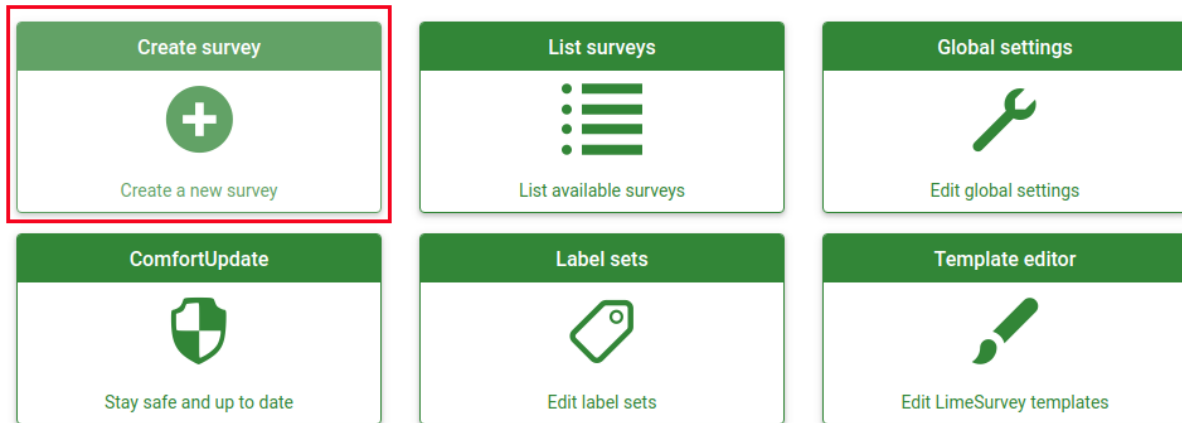 Create survey
Create a new survey
List surveys
List available surveys
Global settings
Edit global settings
ComfortUpdate
Stay safe and up to date
Label sets
Edit label sets
Template editor
Edit LimeSurvey templates